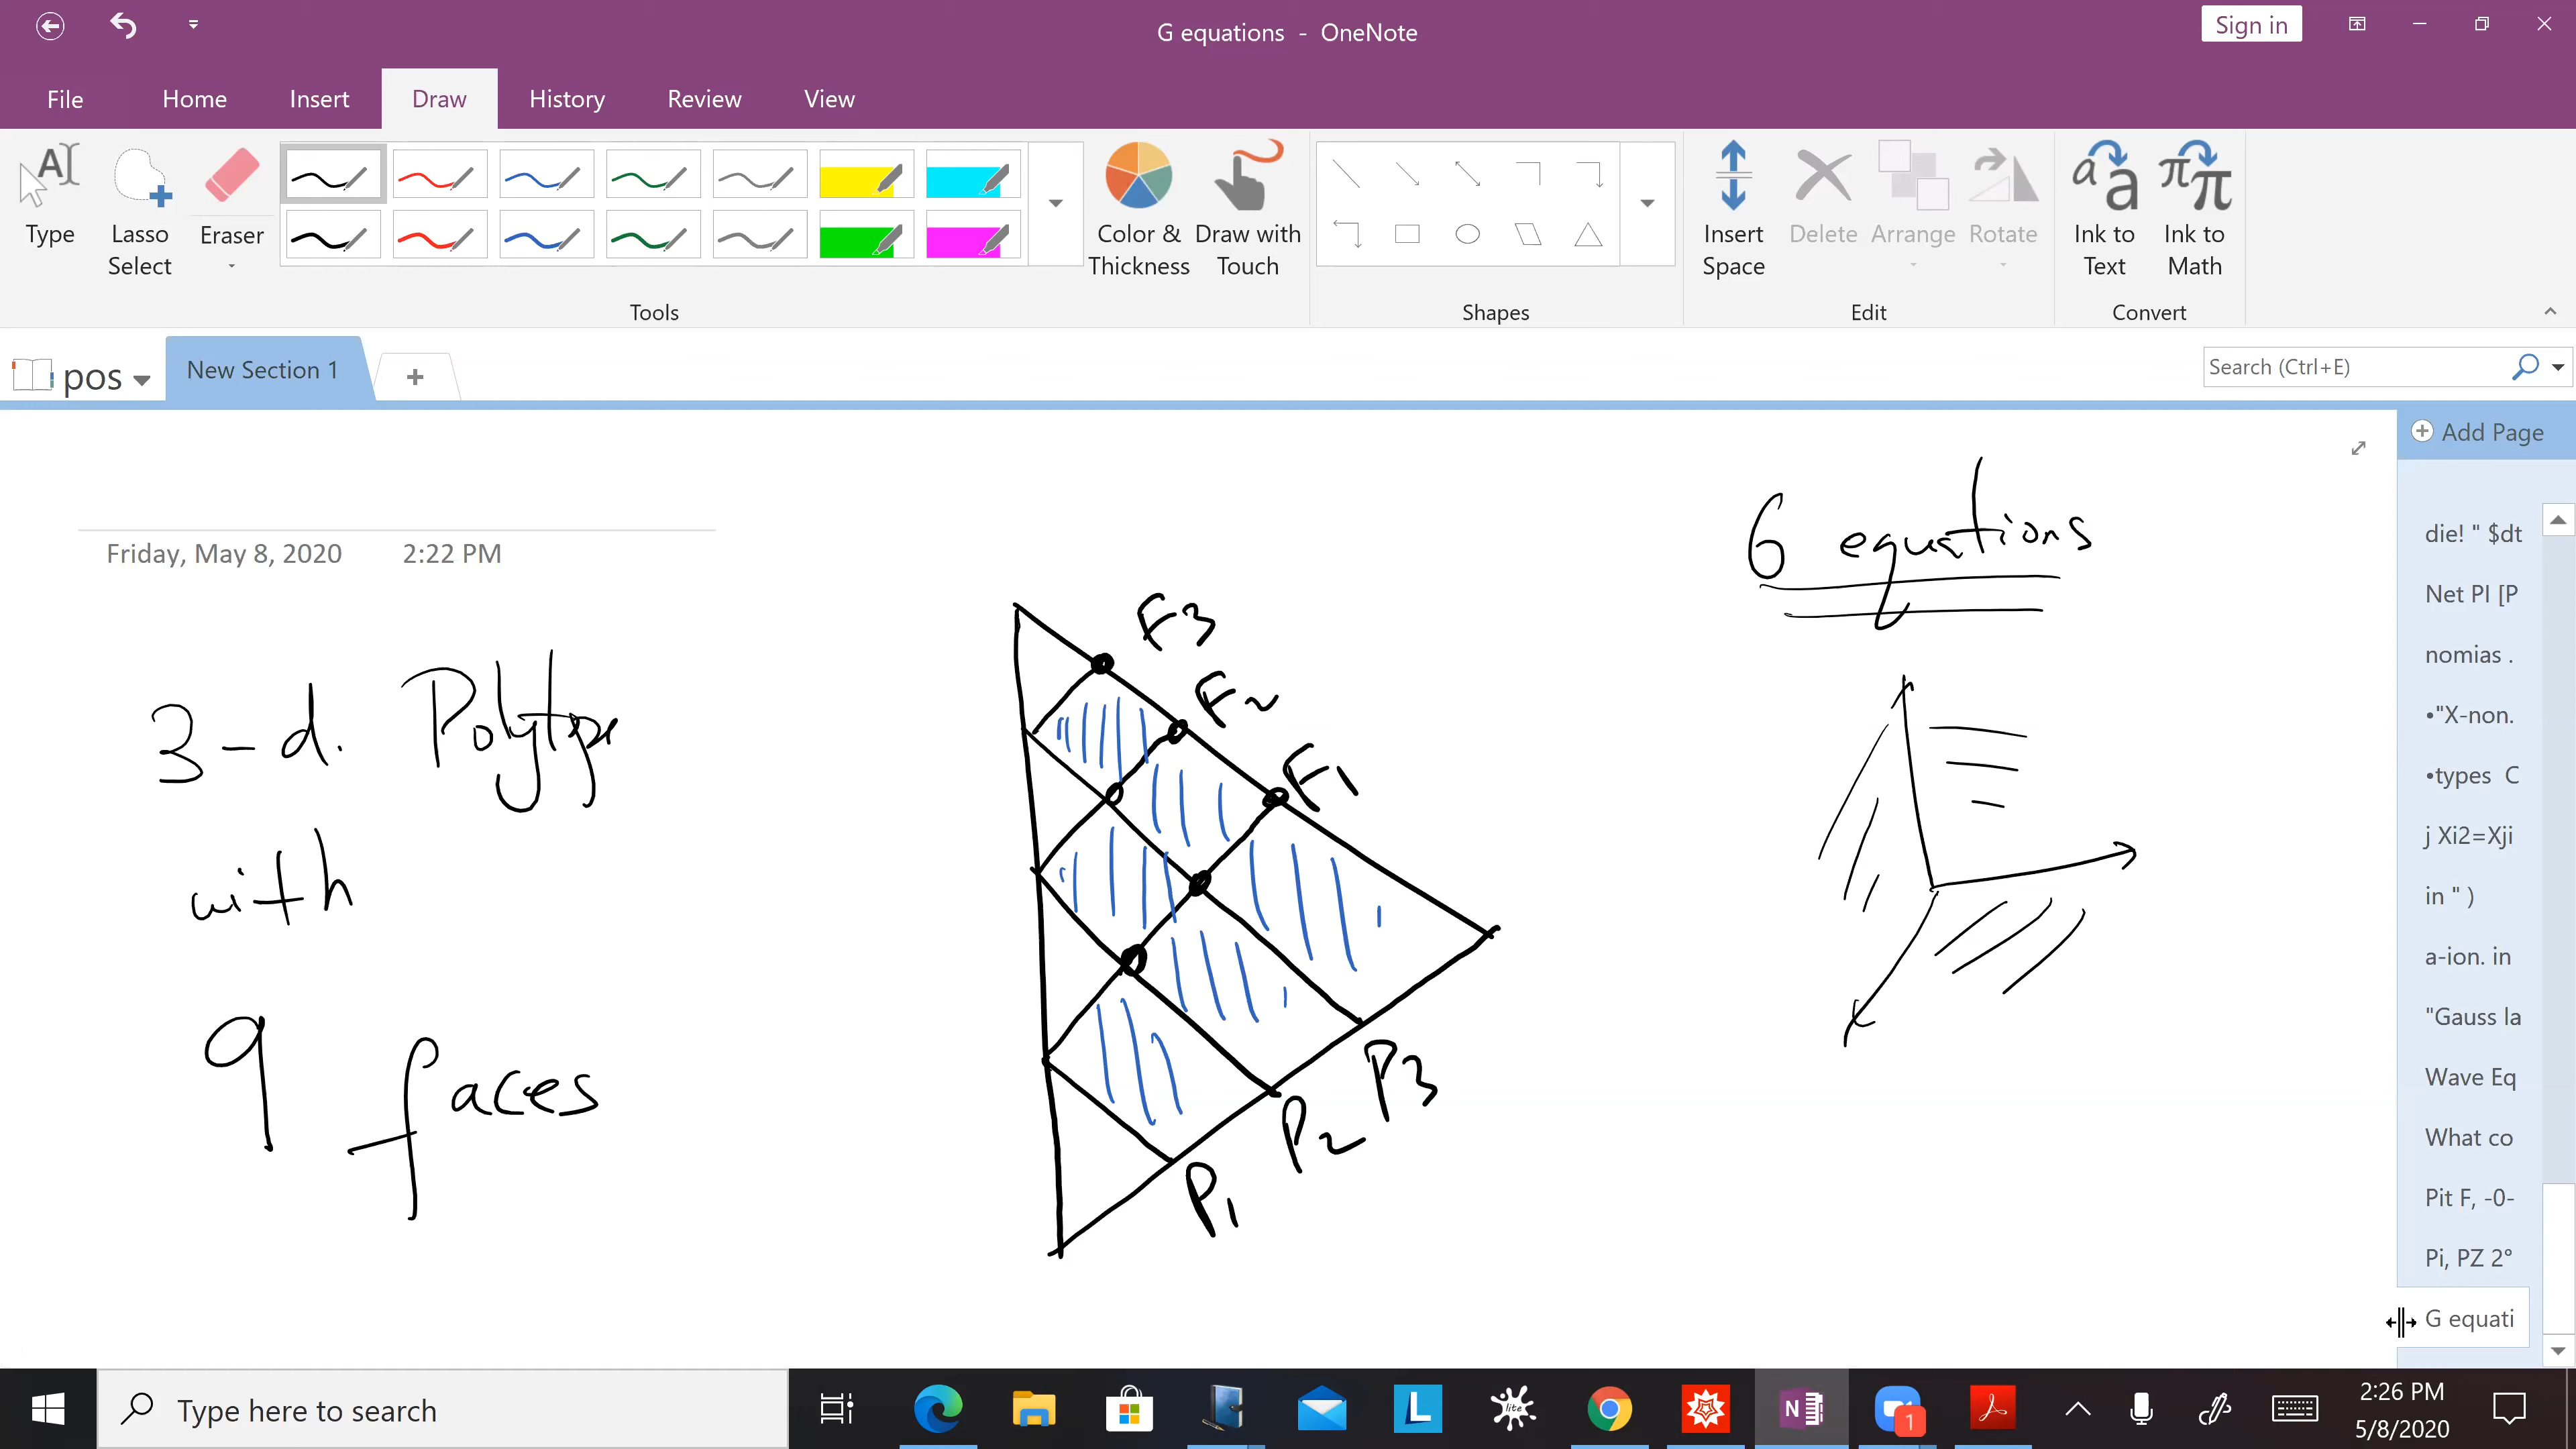 G equations - OneNote
Sign in
File Home Insert Draw History Review View
Type
Lasso Select
Eraser
Color & Thickness
Draw with Touch
Insert Space
Delete
Arrange
Rotate
Ink to Text
Ink to Math
Tools
Shapes
Edit
Convert
pos
New Section 1
+
Search (Ctrl+E)
Add Page
die! " $dt
Net PI [P
nomias .
•"X-non.
•types C
j Xi2=Xji
in " )
a-ion. in
"Gauss la
Wave Eq
What co
Pit F, -0-
Pi, PZ 2°
G equati
Friday, May 8, 2020 2:22 PM
3-d. Polytope
with
9 faces
F3
F2
F1
P3
P2
P1
6 equations
Type here to search
L
lite
N
1
2:26 PM
5/8/2020